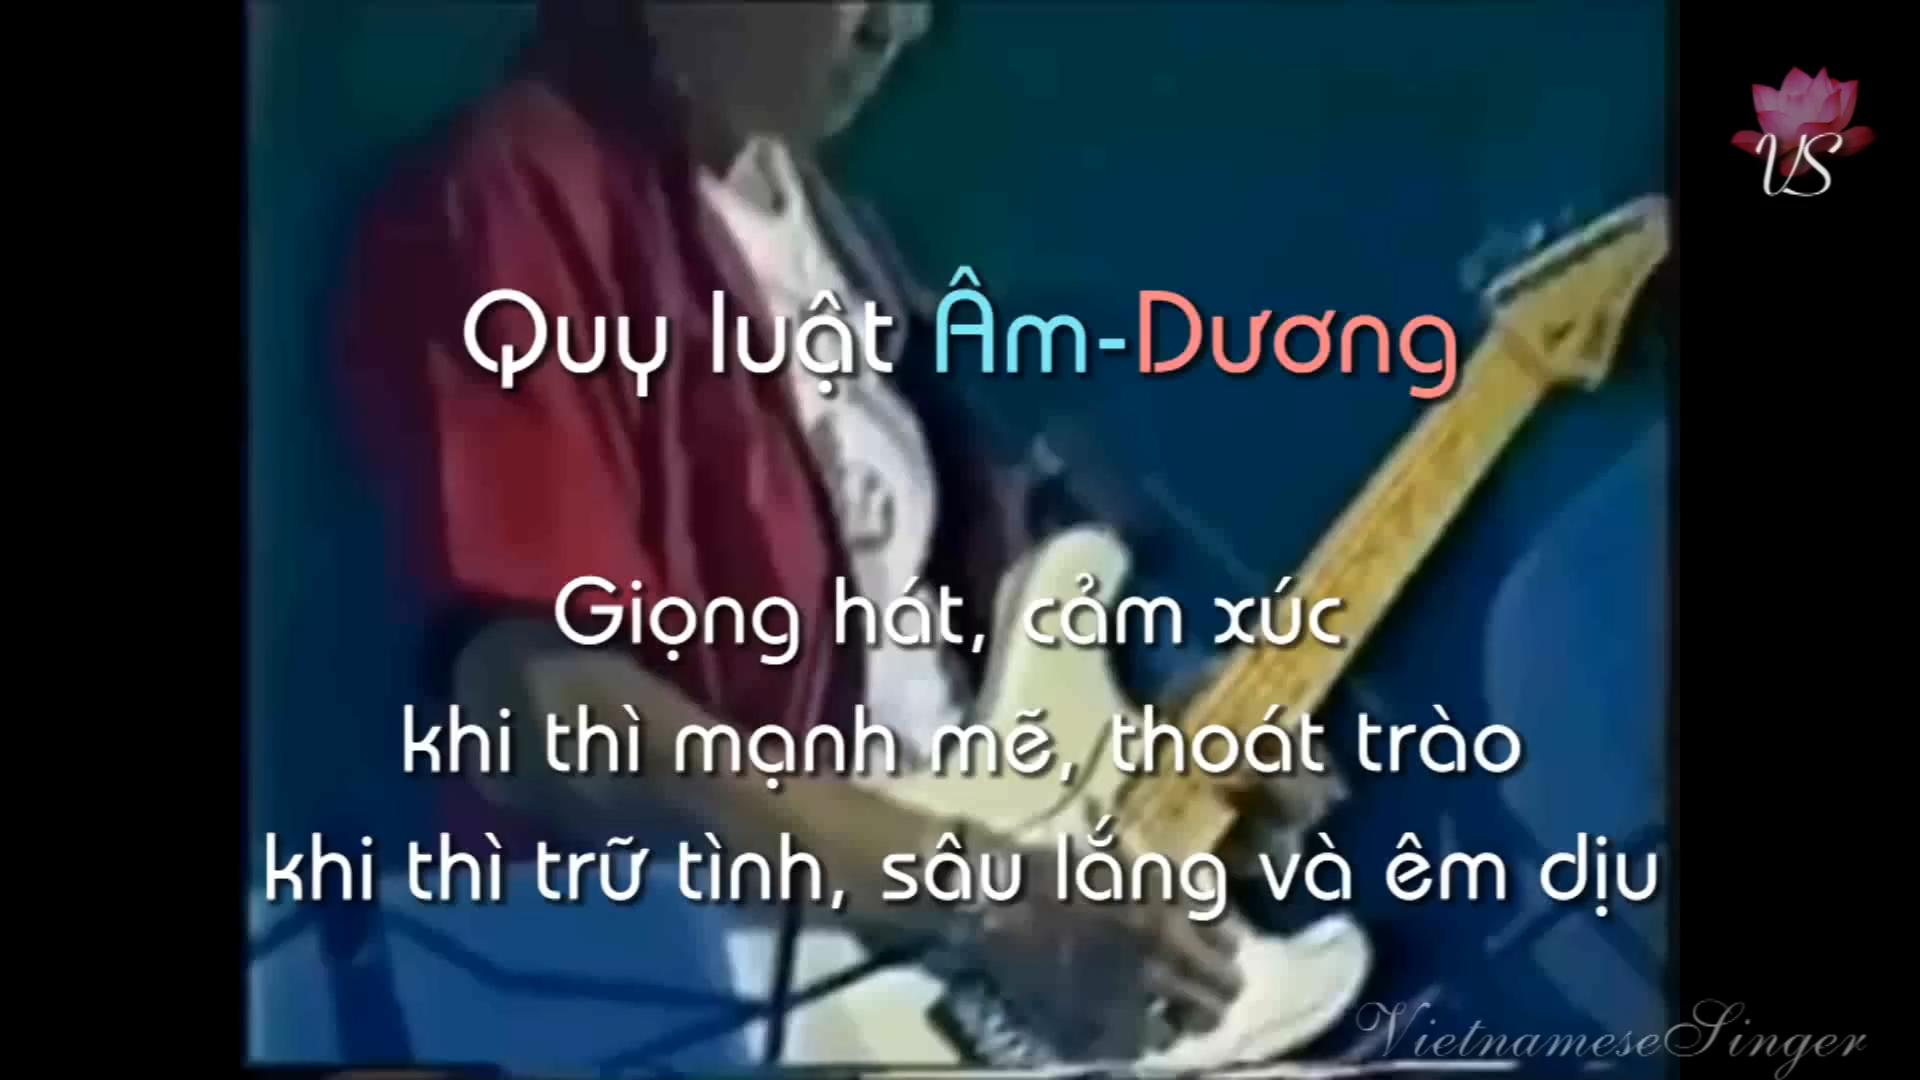 VS
Quy luật Âm-Dương
Giọng hát, cảm xúc
khi thì mạnh mẽ, thoát trào
khi thì trữ tình, sâu lắng và êm dịu
VietnameseSinger